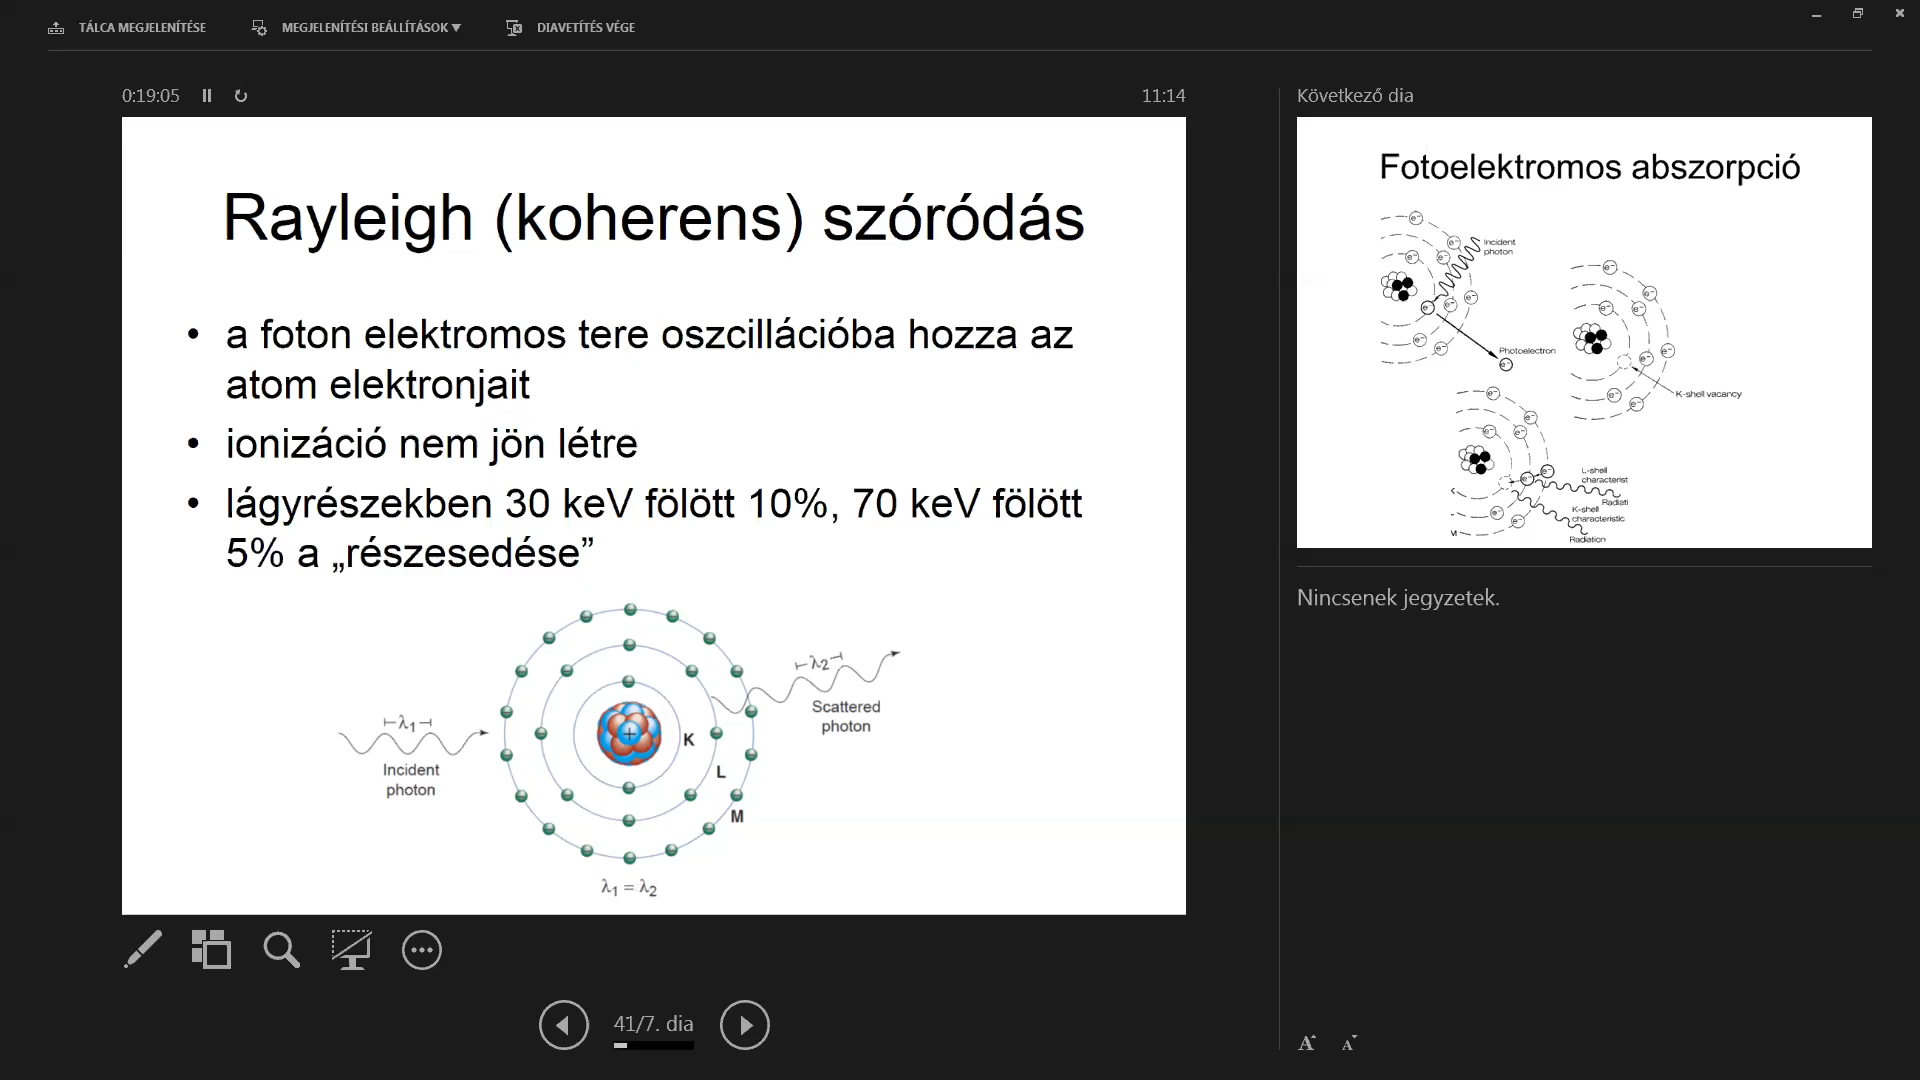 TÁLCA MEGJELENÍTÉSE
MEGJELENÍTÉSI BEÁLLÍTÁSOK ▼
DIAVETÍTÉS VÉGE
0:19:05
11:14
Rayleigh (koherens) szóródás
• a foton elektromos tere oszcillációba hozza az
atom elektronjait
• ionizáció nem jön létre
• lágyrészekben 30 keV fölött 10%, 70 keV fölött
5% a „részesedése”
λ1
Incident
photon
+
K
L
M
λ2
Scattered
photon
λ1 = λ2
41/7. dia
Következő dia
Fotoelektromos abszorpció
Incident
photon
Photoelectron
K-shell vacancy
L-shell
characterist
Radiati
K-shell
characteristic
Radiation
e−
Nincsenek jegyzetek.
A A